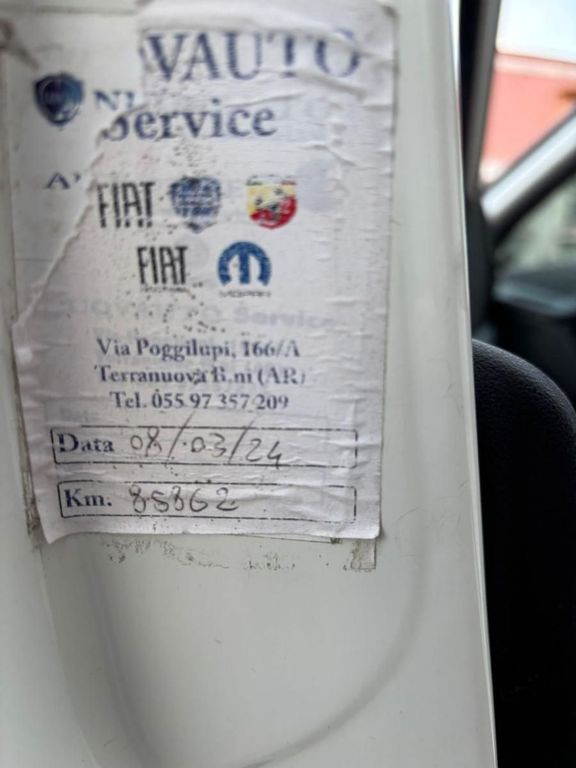 VAUTO
Service
FIAT
FIAT
Via Poggilupi, 166/A
Terranuova B.ni (AR)
Tel. 055 97 357 209
Data 08/03/24
Km. 85862